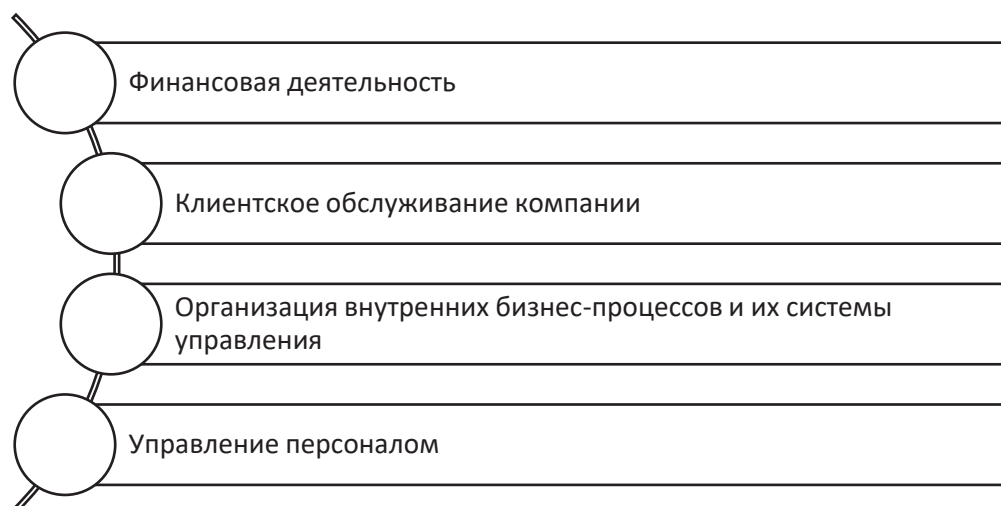 Финансовая деятельность
Клиентское обслуживание компании
Организация внутренних бизнес-процессов и их системы
управления
Управление персоналом